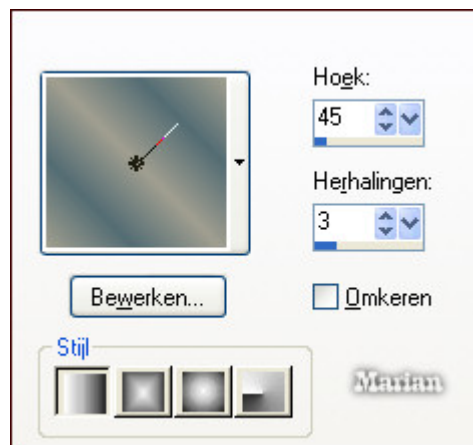 Hoek:
45
Herhalingen:
3
Bewerken...
Omkeren
Stijl
Marian